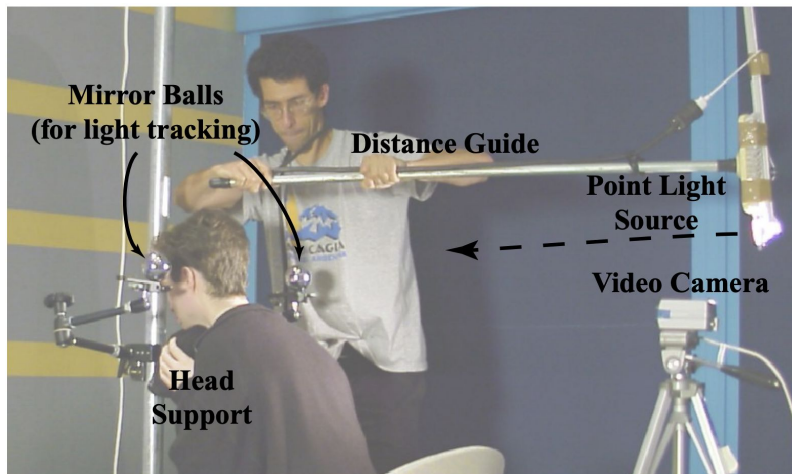 Mirror Balls
(for light tracking)
Distance Guide
Point Light
Source
Video Camera
Head
Support